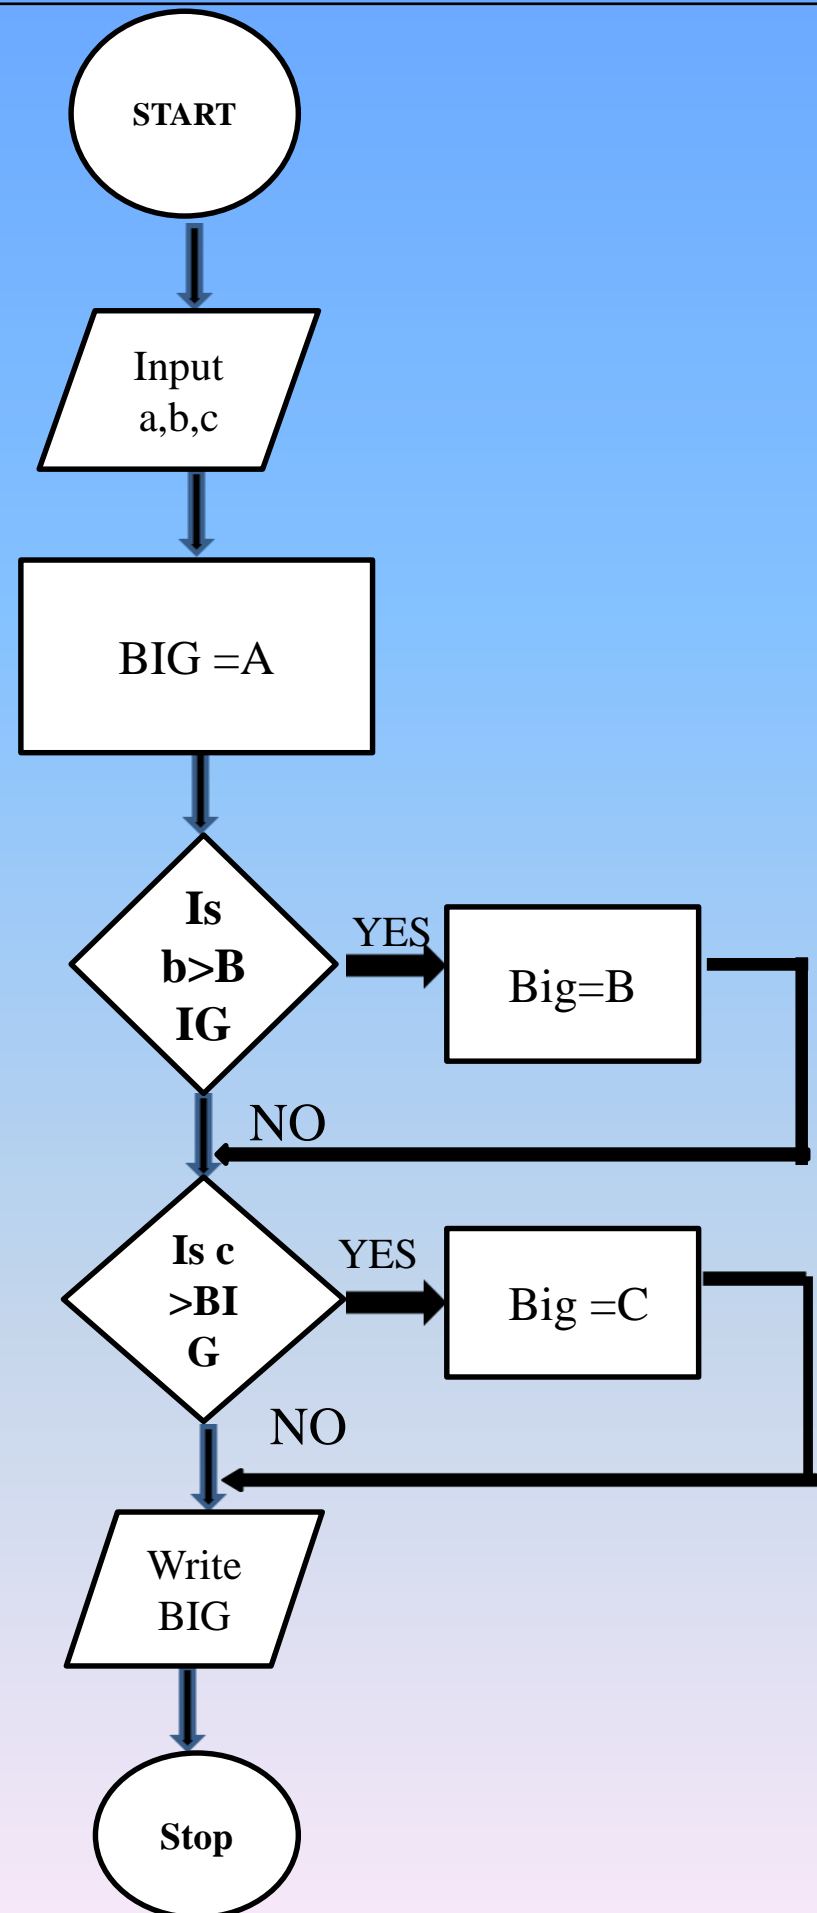 START
Input
a,b,c
BIG =A
Is
b>B
IG
YES
Big=B
NO
Is c
>BI
G
YES
Big =C
NO
Write
BIG
Stop